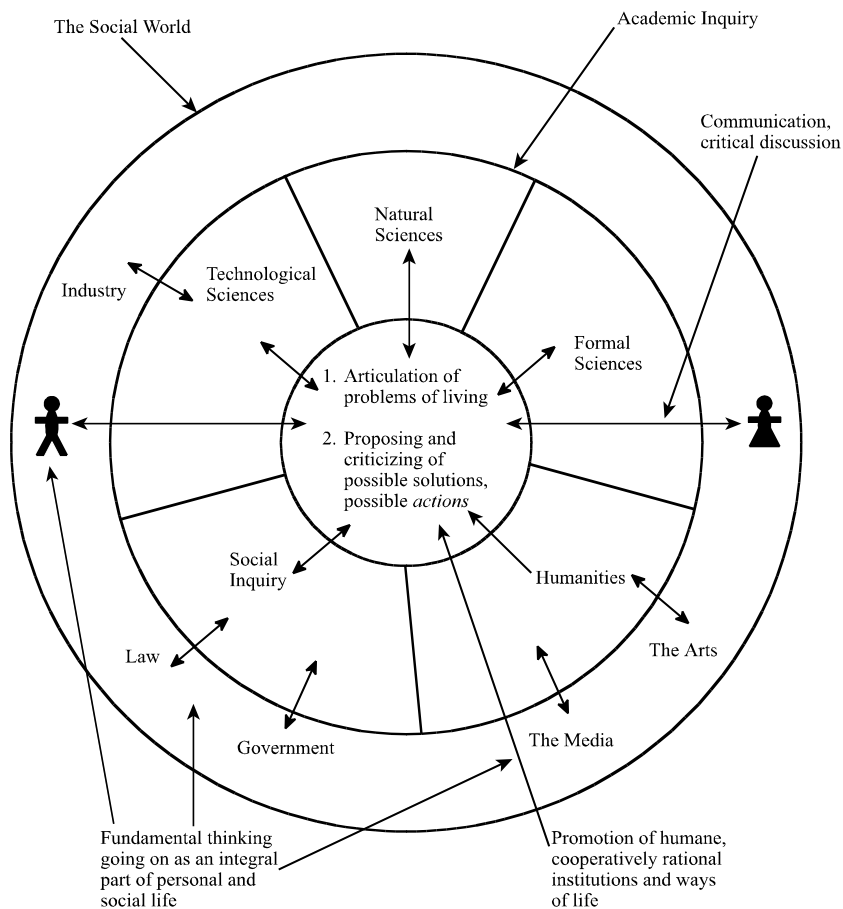 The Social World
Academic Inquiry
Communication,
critical discussion
Natural
Sciences
Industry
Technological
Sciences
Formal
Sciences
1. Articulation of
problems of living
2. Proposing and
criticizing of
possible solutions,
possible actions
Social
Inquiry
Humanities
Law
The Arts
Government
The Media
Fundamental thinking
going on as an integral
part of personal and
social life
Promotion of humane,
cooperatively rational
institutions and ways
of life